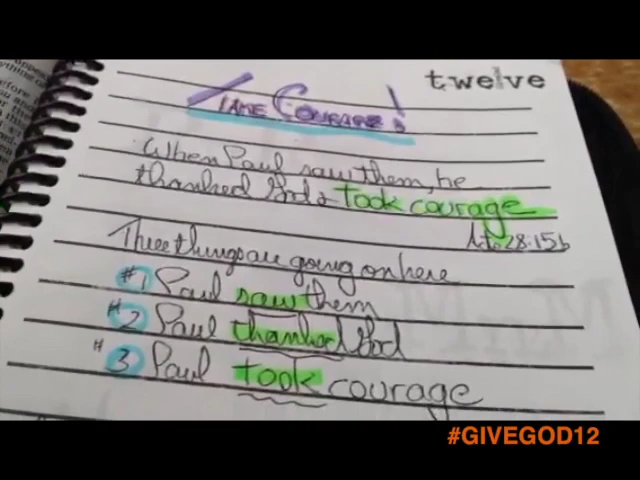 twelve
TAKE COURAGE!
When Paul saw them, he
thanked God & took courage
Acts 28:15b
Three things are going on here
#1 Paul saw them
#2 Paul thanked God
#3 Paul took courage
#GIVEGOD12